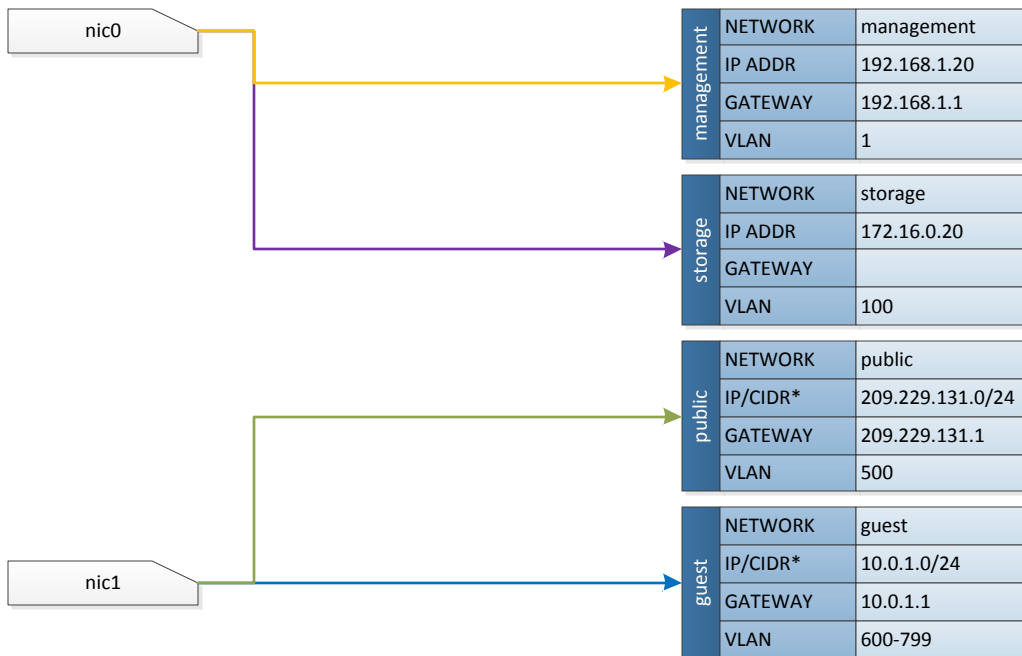 nic0
management
NETWORK management
IP ADDR 192.168.1.20
GATEWAY 192.168.1.1
VLAN 1
storage
NETWORK storage
IP ADDR 172.16.0.20
GATEWAY
VLAN 100
public
NETWORK public
IP/CIDR* 209.229.131.0/24
GATEWAY 209.229.131.1
VLAN 500
nic1
guest
NETWORK guest
IP/CIDR* 10.0.1.0/24
GATEWAY 10.0.1.1
VLAN 600-799